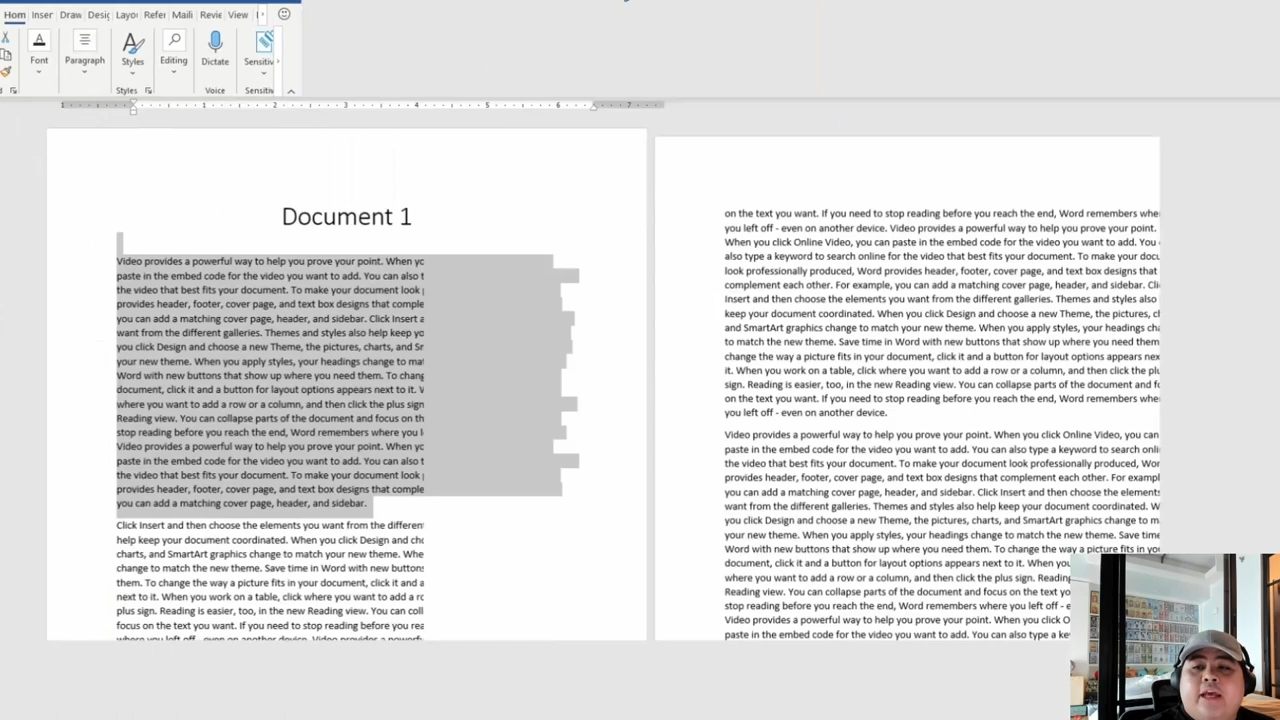 Hom Inser Draw Desig Layou Refer Maili Revie View
Font Paragraph Styles Editing Dictate Sensitiv
Styles Voice Sensitiv
1 1 2 3 4 5 6 7
Document 1
Video provides a powerful way to help you prove your point. When yo
paste in the embed code for the video you want to add. You can also t
the video that best fits your document. To make your document look
provides header, footer, cover page, and text box designs that comple
you can add a matching cover page, header, and sidebar. Click Insert a
want from the different galleries. Themes and styles also help keep yo
you click Design and choose a new Theme, the pictures, charts, and Sr
your new theme. When you apply styles, your headings change to mat
Word with new buttons that show up where you need them. To chang
document, click it and a button for layout options appears next to it.
where you want to add a row or a column, and then click the plus sign
Reading view. You can collapse parts of the document and focus on th
stop reading before you reach the end, Word remembers where you l
Video provides a powerful way to help you prove your point. When yo
paste in the embed code for the video you want to add. You can also t
the video that best fits your document. To make your document look
provides header, footer, cover page, and text box designs that comple
you can add a matching cover page, header, and sidebar.
Click Insert and then choose the elements you want from the differen
help keep your document coordinated. When you click Design and cho
charts, and SmartArt graphics change to match your new theme. Whe
change to match your new theme. Save time in Word with new buttons
them. To change the way a picture fits in your document, click it and a
next to it. When you work on a table, click where you want to add a ro
plus sign. Reading is easier, too, in the new Reading view. You can coll
focus on the text you want. If you need to stop reading before you rea
where you left off - even on another device. Video provides a powerfu
on the text you want. If you need to stop reading before you reach the end, Word remembers whe
you left off - even on another device. Video provides a powerful way to help you prove your point.
When you click Online Video, you can paste in the embed code for the video you want to add. You
also type a keyword to search online for the video that best fits your document. To make your docu
look professionally produced, Word provides header, footer, cover page, and text box designs that
complement each other. For example, you can add a matching cover page, header, and sidebar. Clic
Insert and then choose the elements you want from the different galleries. Themes and styles also
keep your document coordinated. When you click Design and choose a new Theme, the pictures, ch
and SmartArt graphics change to match your new theme. When you apply styles, your headings cha
to match the new theme. Save time in Word with new buttons that show up where you need them
change the way a picture fits in your document, click it and a button for layout options appears nex
it. When you work on a table, click where you want to add a row or a column, and then click the plu
sign. Reading is easier, too, in the new Reading view. You can collapse parts of the document and fo
on the text you want. If you need to stop reading before you reach the end, Word remembers whe
you left off - even on another device.
Video provides a powerful way to help you prove your point. When you click Online Video, you can
paste in the embed code for the video you want to add. You can also type a keyword to search onli
the video that best fits your document. To make your document look professionally produced, Wor
provides header, footer, cover page, and text box designs that complement each other. For examp
you can add a matching cover page, header, and sidebar. Click Insert and then choose the elements
want from the different galleries. Themes and styles also help keep your document coordinated. W
you click Design and choose a new Theme, the pictures, charts, and SmartArt graphics change to m
your new theme. When you apply styles, your headings change to match the new theme. Save time
Word with new buttons that show up where you need them. To change the way a picture fits in yo
document, click it and a button for layout options appears next to it. W
where you want to add a row or a column, and then click the plus sign
Reading view. You can collapse parts of the document and focus on th
stop reading before you reach the end, Word remembers where you left off - e
Video provides a powerful way to help you prove your point. When you click O
paste in the embed code for the video you want to add. You can also type a ke